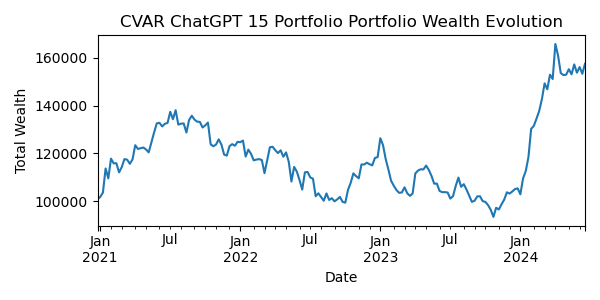 CVAR ChatGPT 15 Portfolio Portfolio Wealth Evolution
Total Wealth
160000
140000
120000
100000
Jan Jul Jan Jul Jan Jul Jan
2021 2022 2023 2024
Date